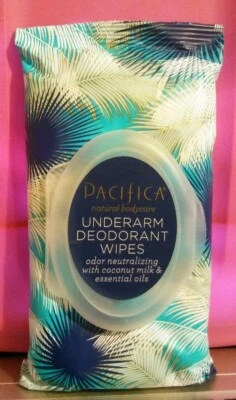 PACIFICA®
natural bodycare
UNDERARM
DEODORANT
WIPES
odor neutralizing
with coconut milk &
essential oils